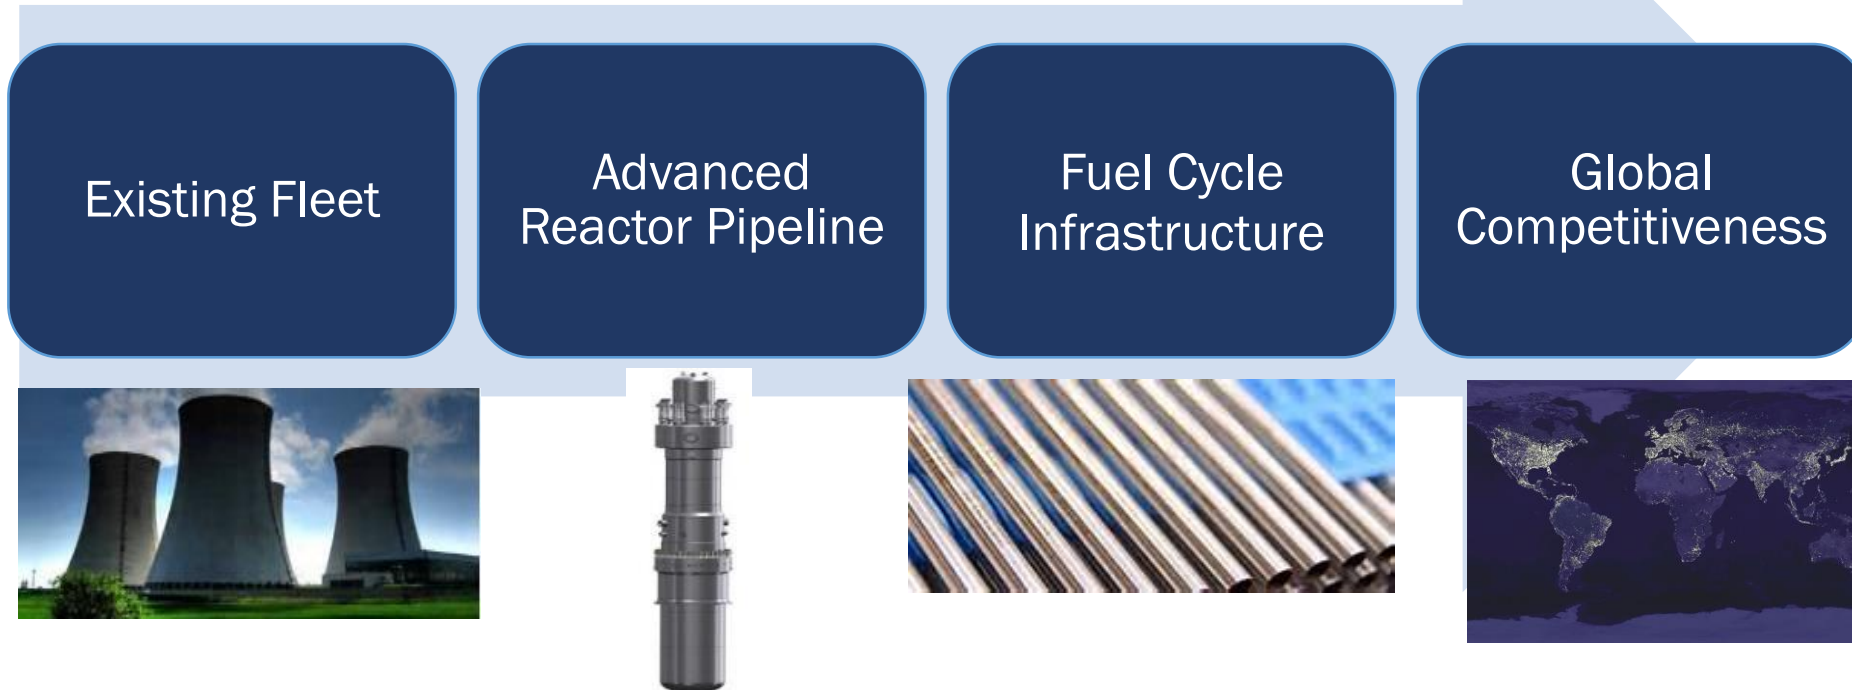 Existing Fleet
Advanced
Reactor Pipeline
Fuel Cycle
Infrastructure
Global
Competitiveness